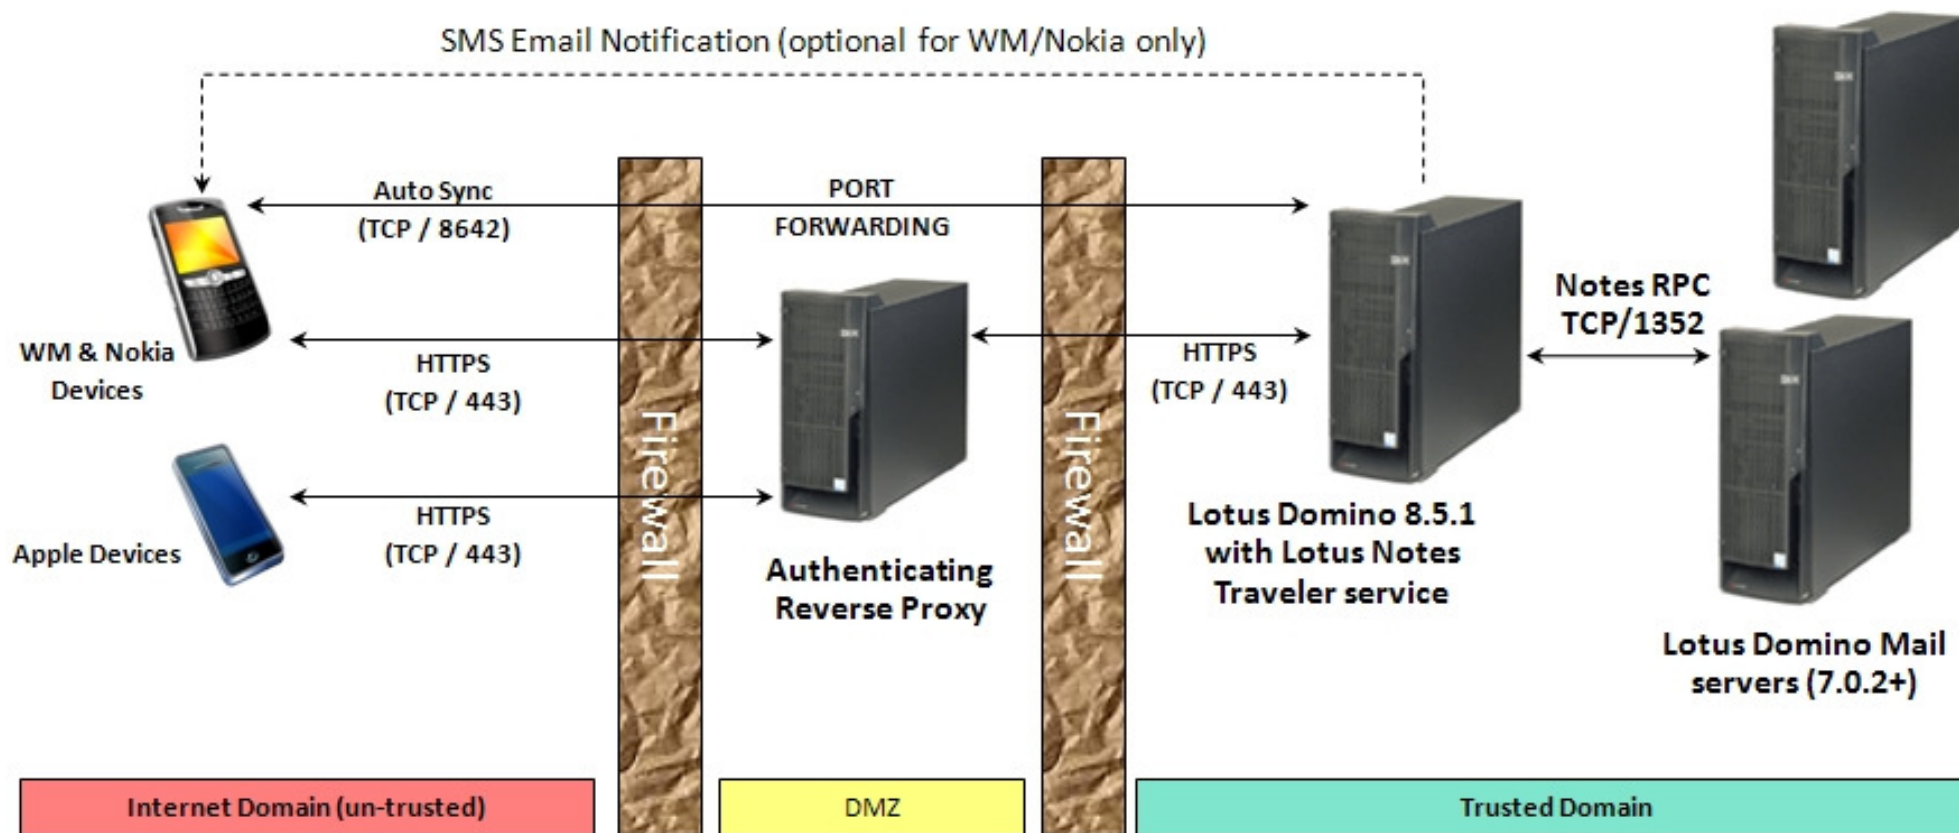 SMS Email Notification (optional for WM/Nokia only)
Auto Sync
(TCP / 8642)
PORT
FORWARDING
WM & Nokia
Devices
HTTPS
(TCP / 443)
HTTPS
(TCP / 443)
Notes RPC
TCP/1352
Apple Devices
HTTPS
(TCP / 443)
Firewall
Firewall
Authenticating
Reverse Proxy
Lotus Domino 8.5.1
with Lotus Notes
Traveler service
Lotus Domino Mail
servers (7.0.2+)
Internet Domain (un-trusted)
DMZ
Trusted Domain